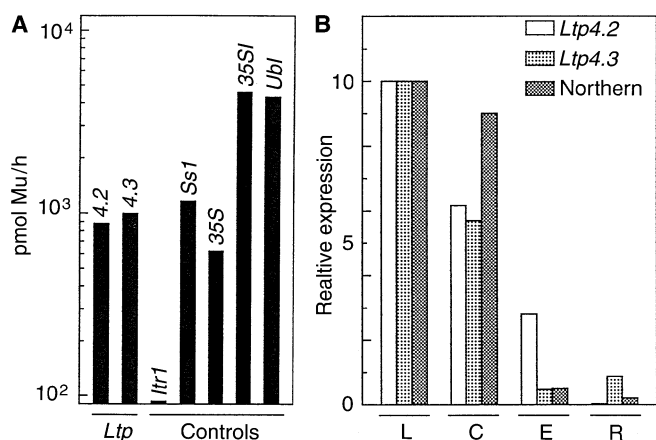 A
10⁴
10³
10²
pmol Mu/h
4.2
4.3
Itr1
Ss1
35S
35SI
UbI
Ltp
Controls
B
Ltp4.2
Ltp4.3
Northern
10
5
0
Realtive expression
L
C
E
R